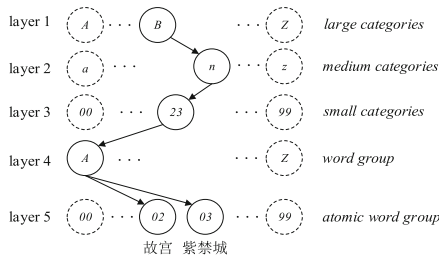 layer 1 A ··· B ··· Z large categories
layer 2 a ··· n ··· z medium categories
layer 3 00 ··· 23 ··· 99 small categories
layer 4 A ··· Z word group
layer 5 00 ··· 02 03 ··· 99 atomic word group
故宫 紫禁城